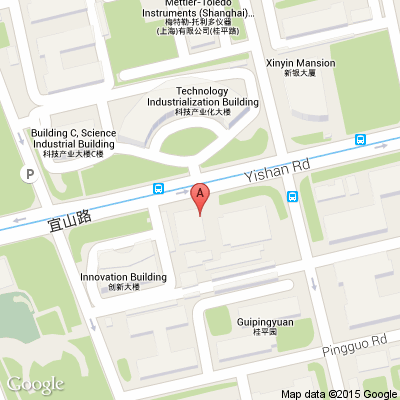 Mettler-Toledo
Instruments (Shanghai)...
梅特勒-托利多仪器
(上海)有限公司(桂平路)
Xinyin Mansion
新银大厦
Technology
Industrialization Building
科技产业化大楼
Building C, Science
Industrial Building
科技产业大楼C楼
P
Yishan Rd
A
宜山路
Innovation Building
创新大楼
Guipingyuan
桂平园
Pingguo Rd
Google
Map data ©2015 Google